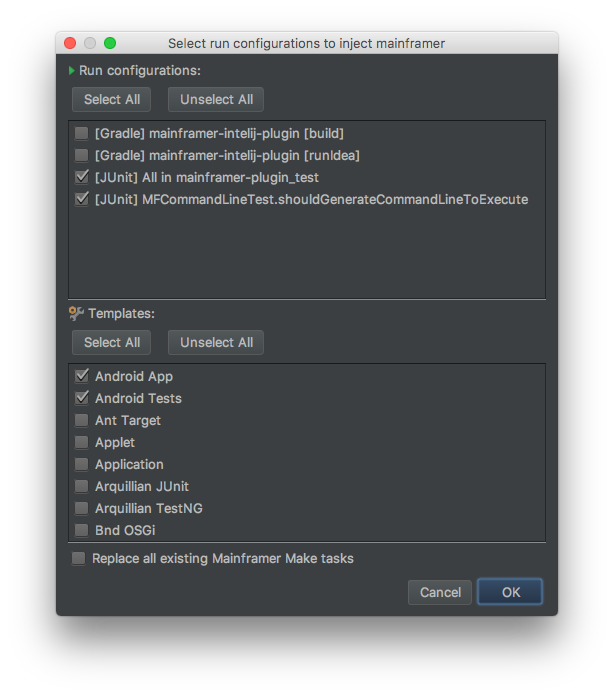 Select run configurations to inject mainframer
Run configurations:
Select All
Unselect All
[Gradle] mainframer-intelij-plugin [build]
[Gradle] mainframer-intelij-plugin [runIdea]
[JUnit] All in mainframer-plugin_test
[JUnit] MFCommandLineTest.shouldGenerateCommandLineToExecute
Templates:
Select All
Unselect All
Android App
Android Tests
Ant Target
Applet
Application
Arquillian JUnit
Arquillian TestNG
Bnd OSGi
Replace all existing Mainframer Make tasks
Cancel
OK